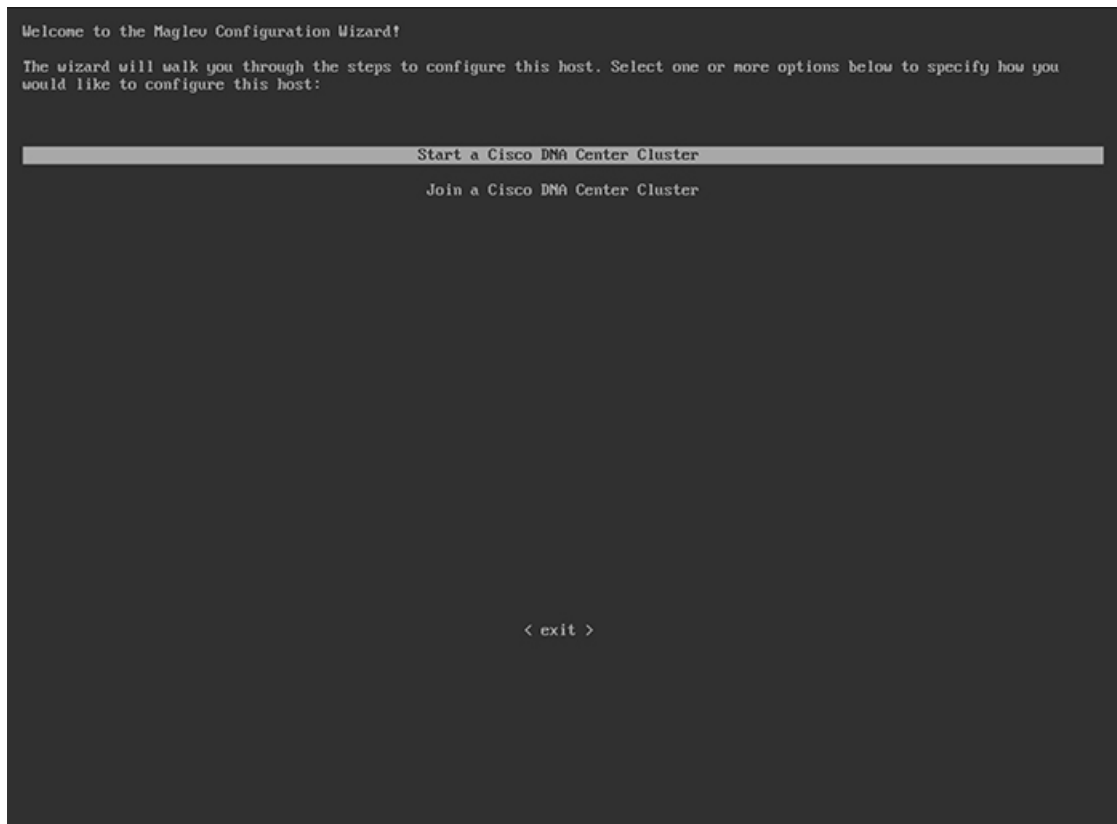 Welcome to the Maglev Configuration Wizard!
The wizard will walk you through the steps to configure this host. Select one or more options below to specify how you
would like to configure this host:
Start a Cisco DNA Center Cluster
Join a Cisco DNA Center Cluster
< exit >